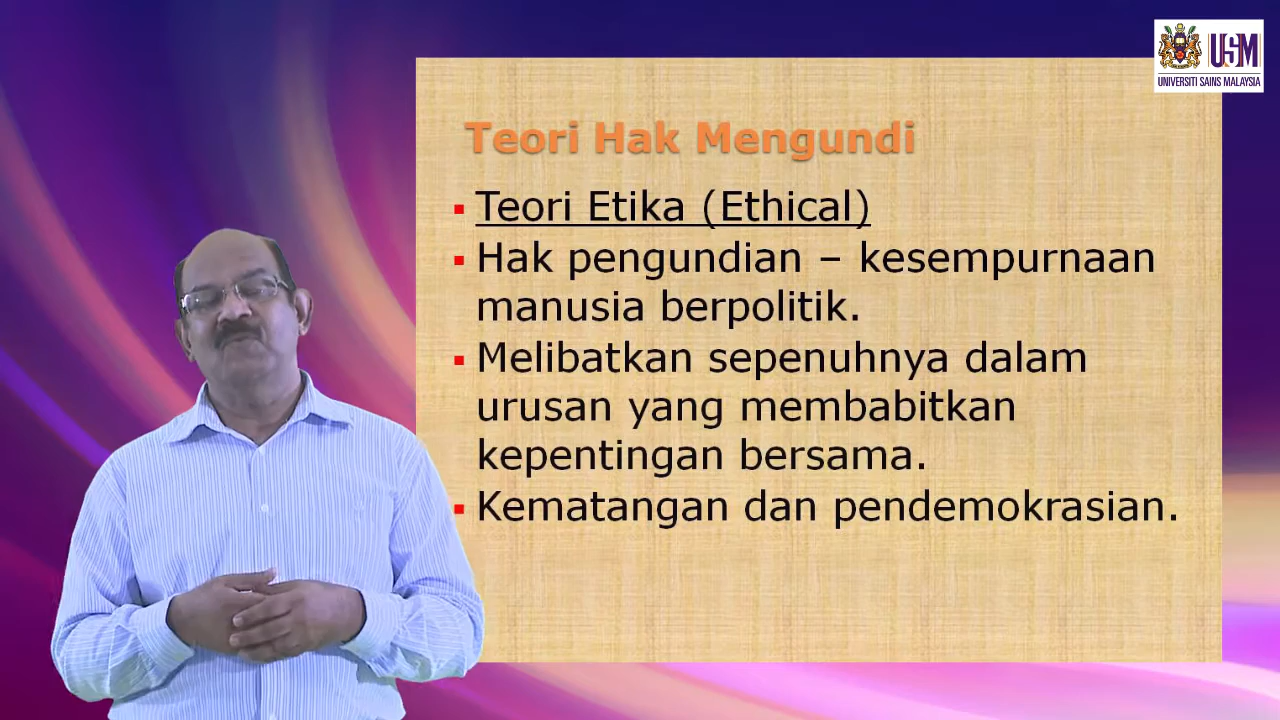 USM
UNIVERSITI SAINS MALAYSIA
Teori Hak Mengundi
Teori Etika (Ethical)
Hak pengundian – kesempurnaan
manusia berpolitik.
Melibatkan sepenuhnya dalam
urusan yang membabitkan
kepentingan bersama.
Kematangan dan pendemokrasian.